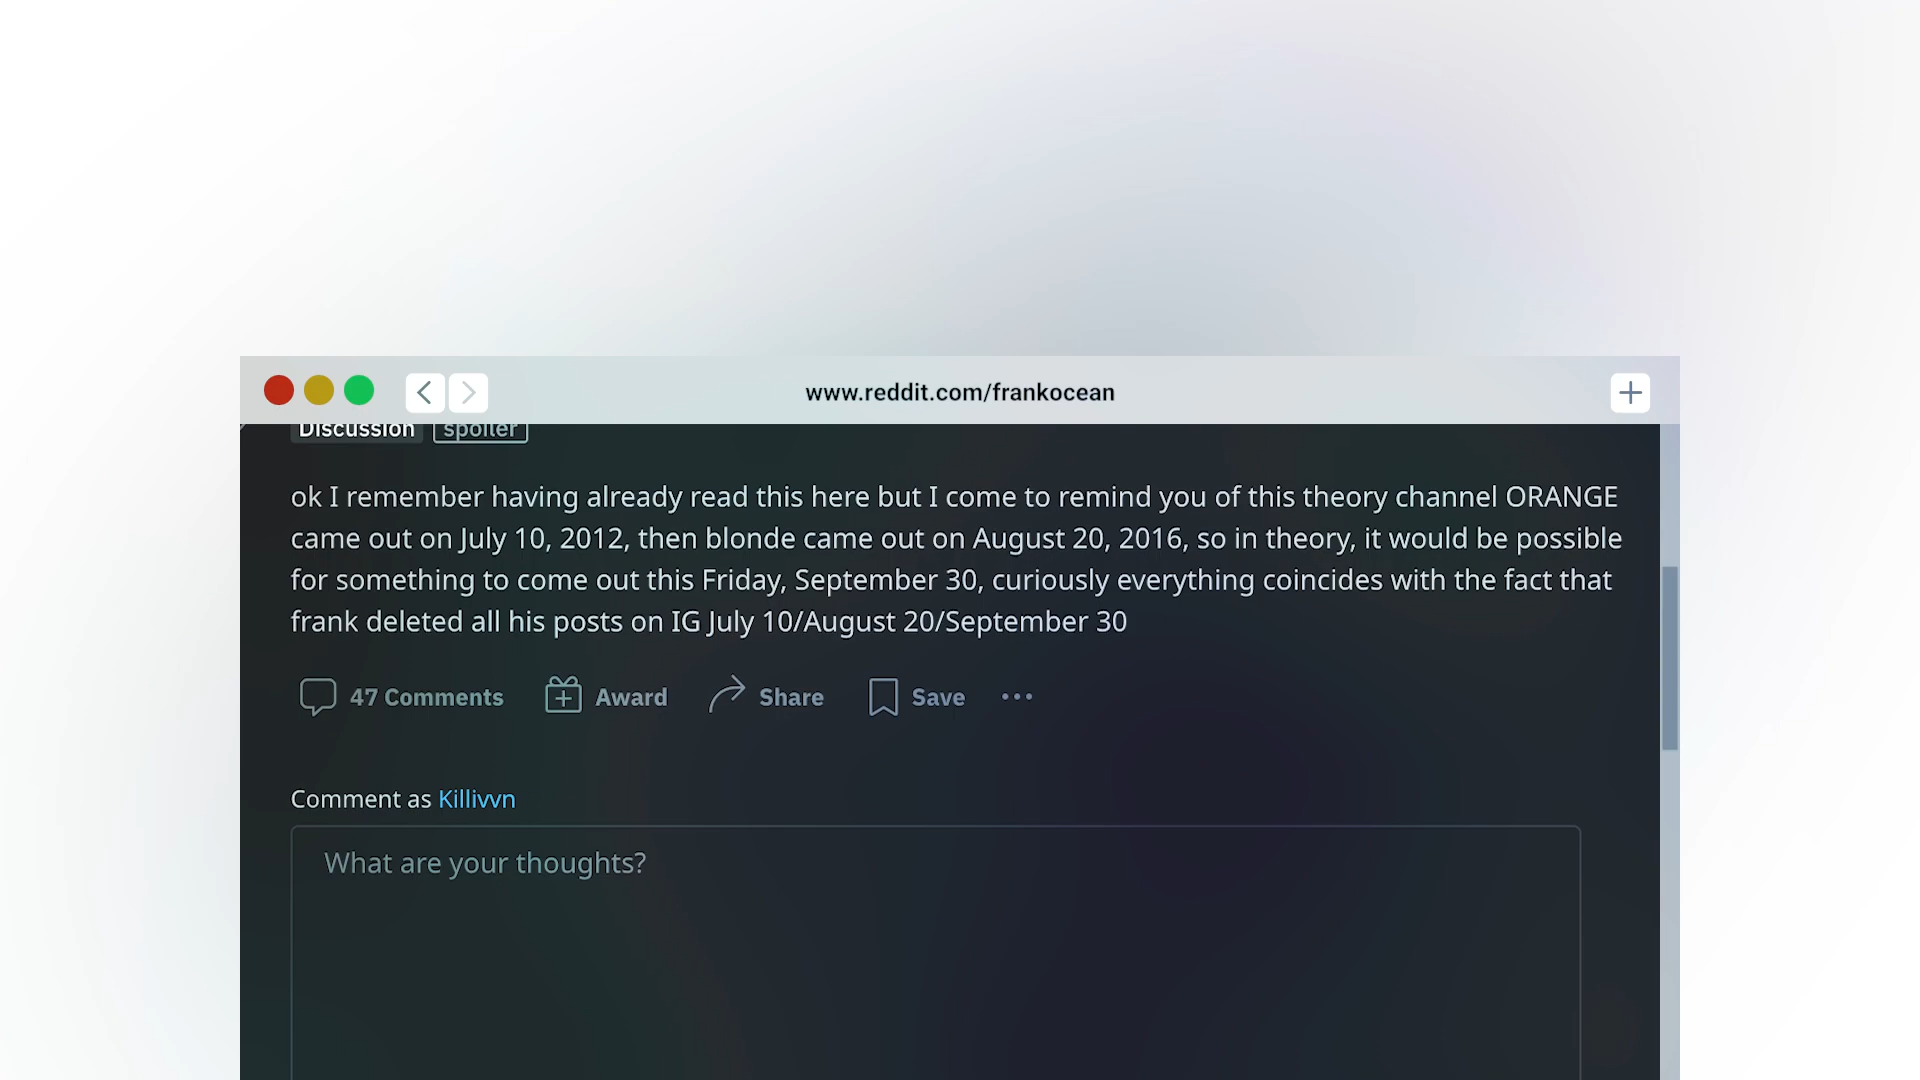 www.reddit.com/frankocean
Discussion spoiler
ok I remember having already read this here but I come to remind you of this theory channel ORANGE
came out on July 10, 2012, then blonde came out on August 20, 2016, so in theory, it would be possible
for something to come out this Friday, September 30, curiously everything coincides with the fact that
frank deleted all his posts on IG July 10/August 20/September 30
47 Comments Award Share Save
Comment as Killivvn
What are your thoughts?